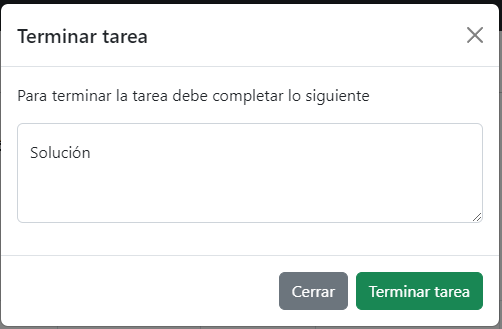 Terminar tarea
Para terminar la tarea debe completar lo siguiente
Solución
Cerrar
Terminar tarea